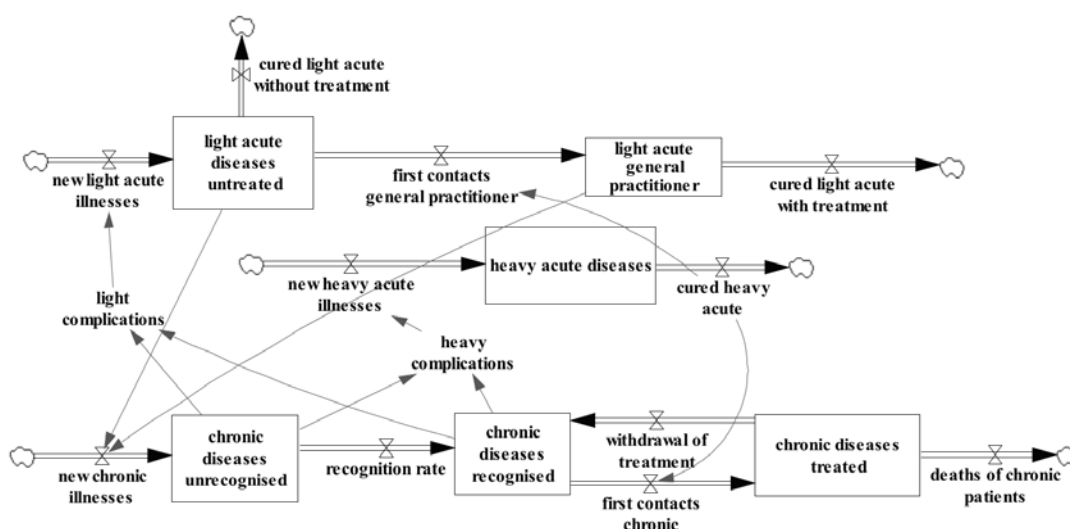 cured light acute
without treatment
light acute
diseases
untreated
new light acute
illnesses
first contacts
general practitioner
light acute
general
practitioner
cured light acute
with treatment
heavy acute diseases
new heavy acute
illnesses
cured heavy
acute
light
complications
heavy
complications
chronic
diseases
unrecognised
new chronic
illnesses
recognition rate
chronic
diseases
recognised
withdrawal of
treatment
first contacts
chronic
chronic diseases
treated
deaths of chronic
patients